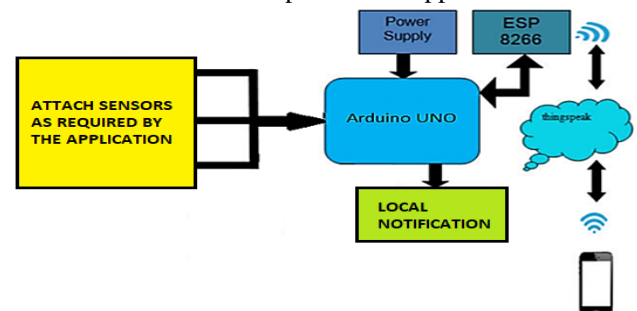 Power
Supply
ESP
8266
ATTACH SENSORS
AS REQUIRED BY
THE APPLICATION
Arduino UNO
thingspeak
LOCAL
NOTIFICATION